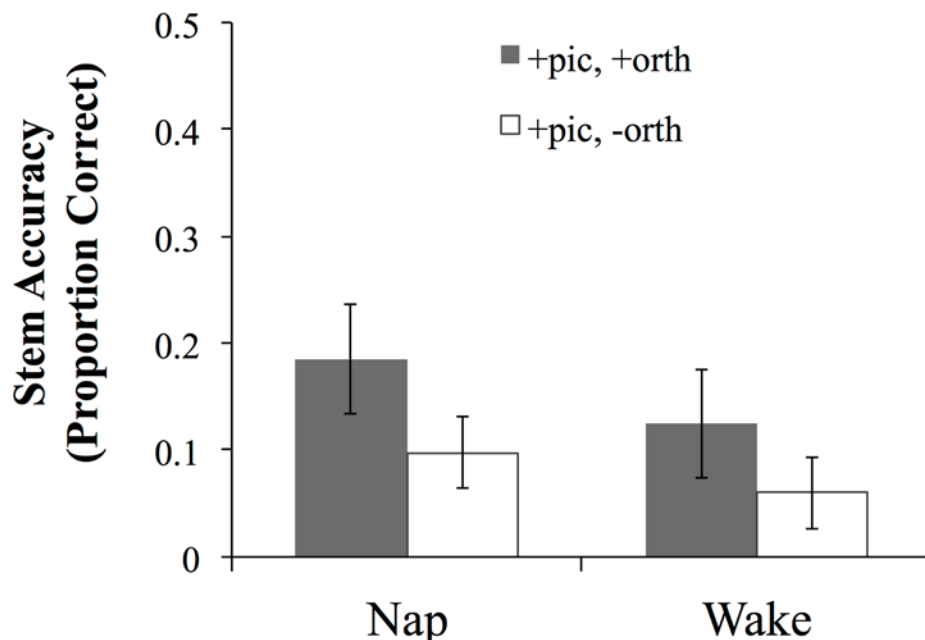 Stem Accuracy
(Proportion Correct)
0.5
0.4
0.3
0.2
0.1
0
+pic, +orth
+pic, -orth
Nap
Wake